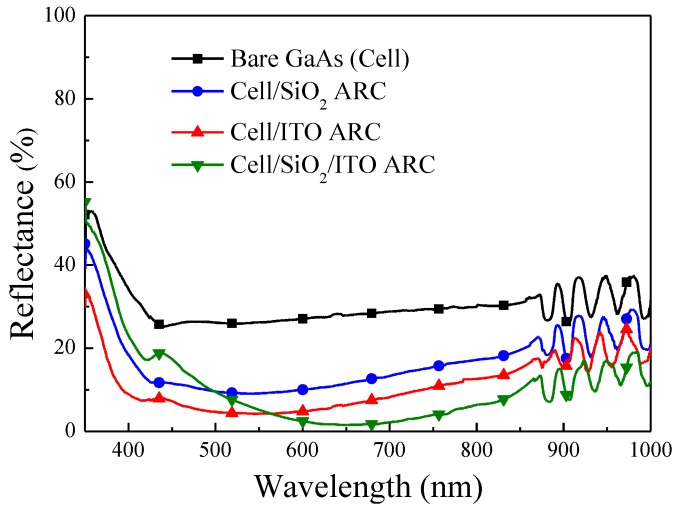 100
80
60
40
20
0
Reflectance (%)
Bare GaAs (Cell)
Cell/SiO₂ ARC
Cell/ITO ARC
Cell/SiO₂/ITO ARC
400 500 600 700 800 900 1000
Wavelength (nm)